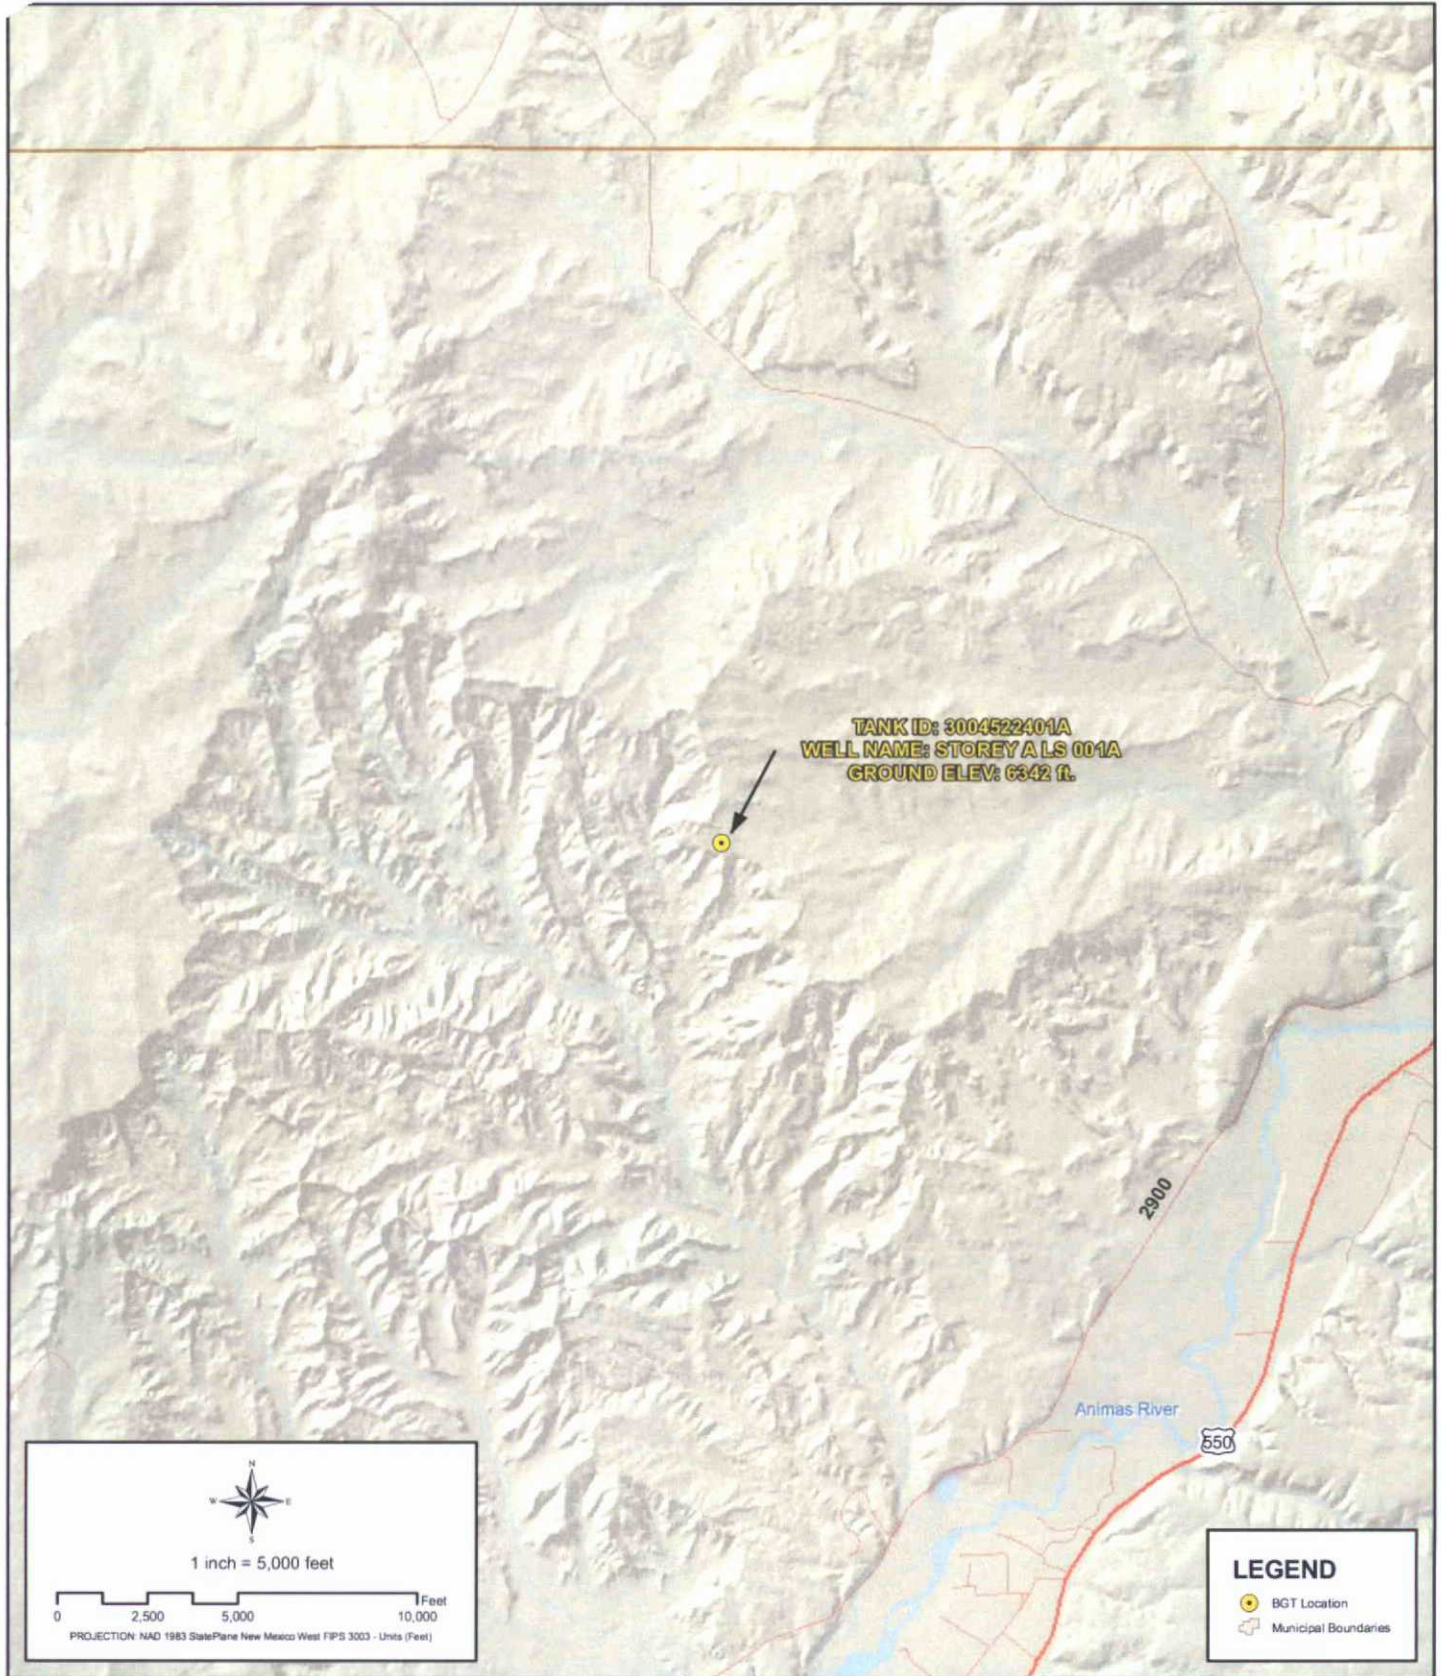 TANK ID: 3004522401A
WELL NAME: STOREY A LS 001A
GROUND ELEV: 6342 ft.
2900
Animas River
550
N
W E
S
1 inch = 5,000 feet
Feet
0 2,500 5,000 10,000
PROJECTION: NAD 1983 StatePlane New Mexico West FIPS 3003 - Units (Feet)
LEGEND
BGT Location
Municipal Boundaries